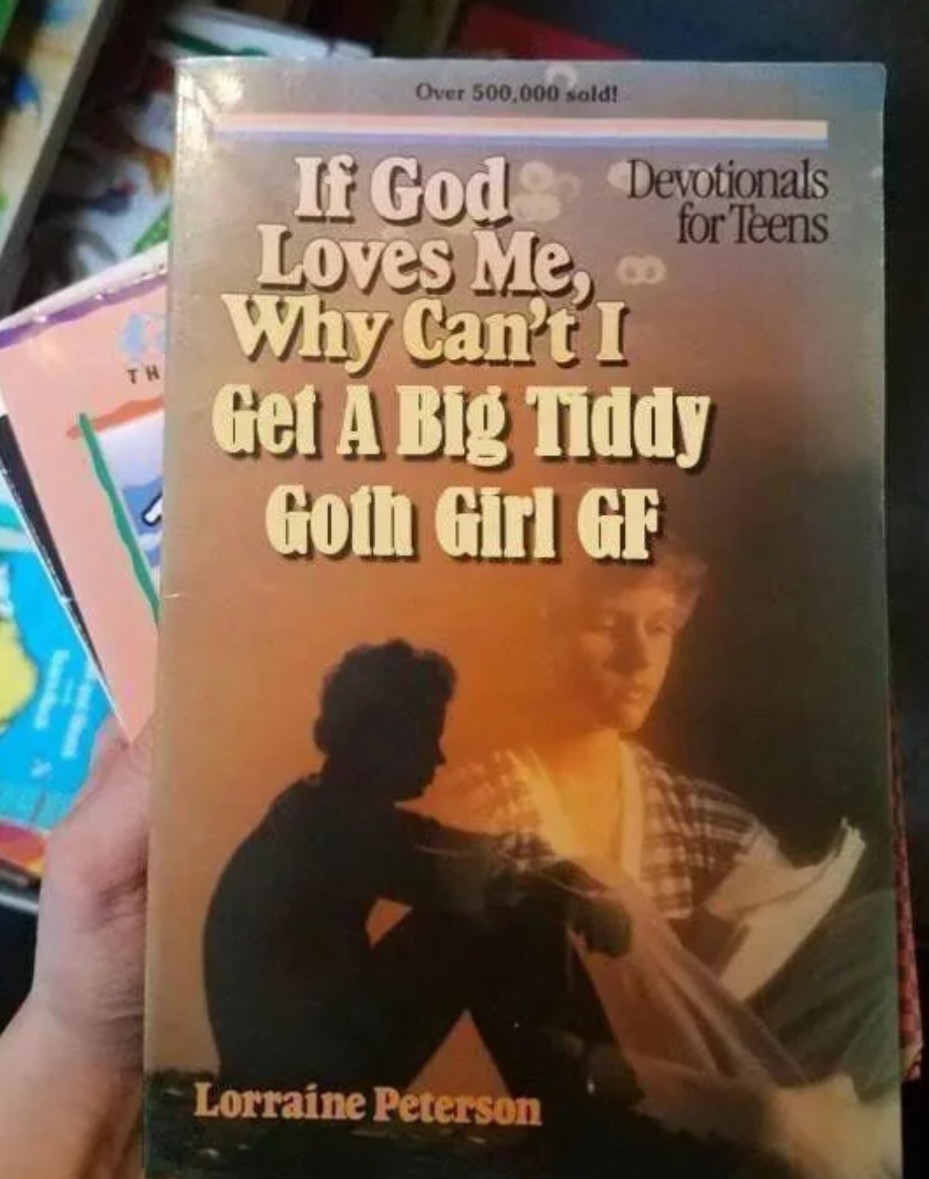 Over 500,000 sold!
Devotionals
for Teens
If God
Loves Me,
Why Can't I
Get A Big Tiddy
Goth Girl GF
Lorraine Peterson
TH